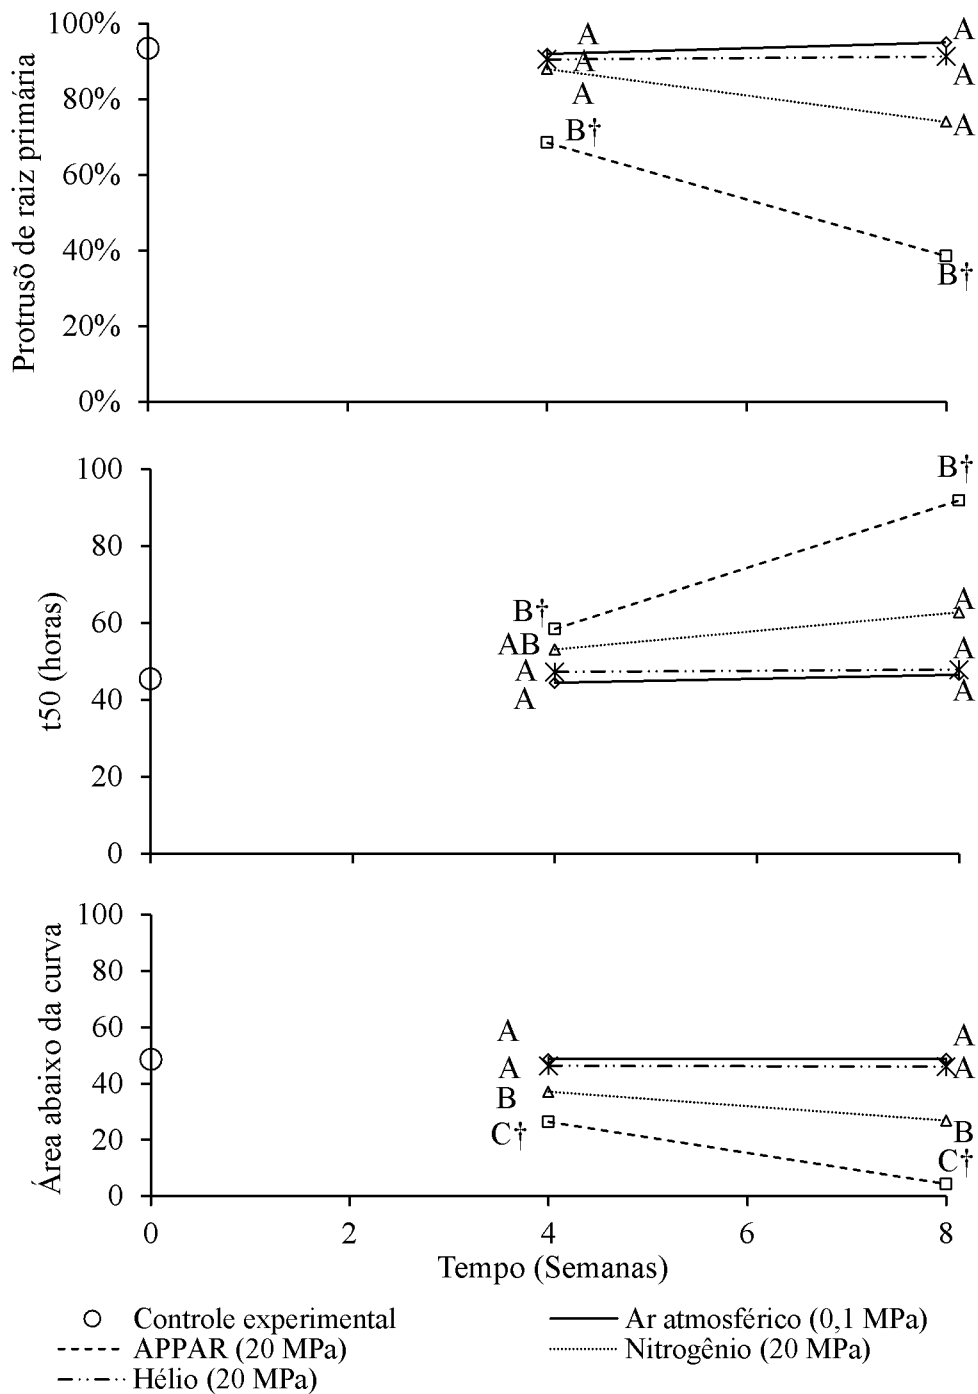 Protrusõ de raiz primária
100%
80%
60%
40%
20%
0%
A
A
A
B†
A
A
A
B†
t50 (horas)
100
80
60
40
20
0
B†
AB
A
A
B†
A
A
A
Área abaixo da curva
100
80
60
40
20
0
A
A
B
C†
A
A
B
C†
0 2 4 6 8
Tempo (Semanas)
Controle experimental Ar atmosférico (0,1 MPa)
APPAR (20 MPa) Nitrogênio (20 MPa)
Hélio (20 MPa)